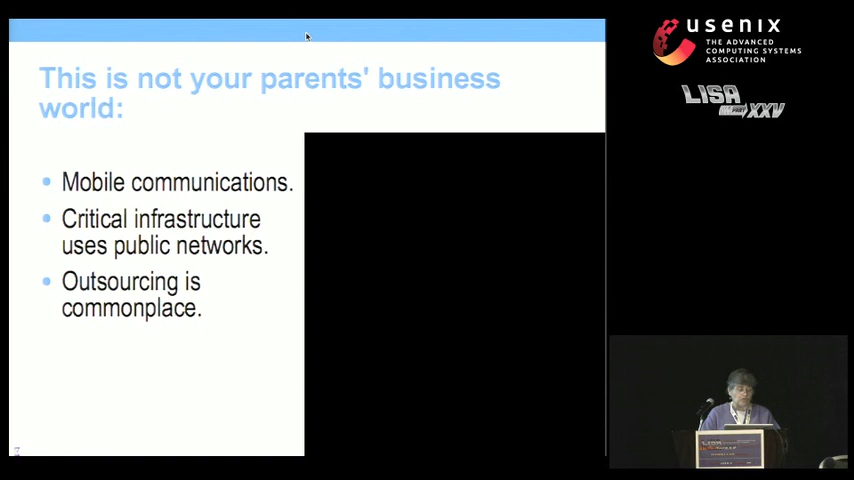 This is not your parents' business
world:
• Mobile communications.
• Critical infrastructure
uses public networks.
• Outsourcing is
commonplace.
usenix
THE ADVANCED
COMPUTING SYSTEMS
ASSOCIATION
LISA
XXV
LISA